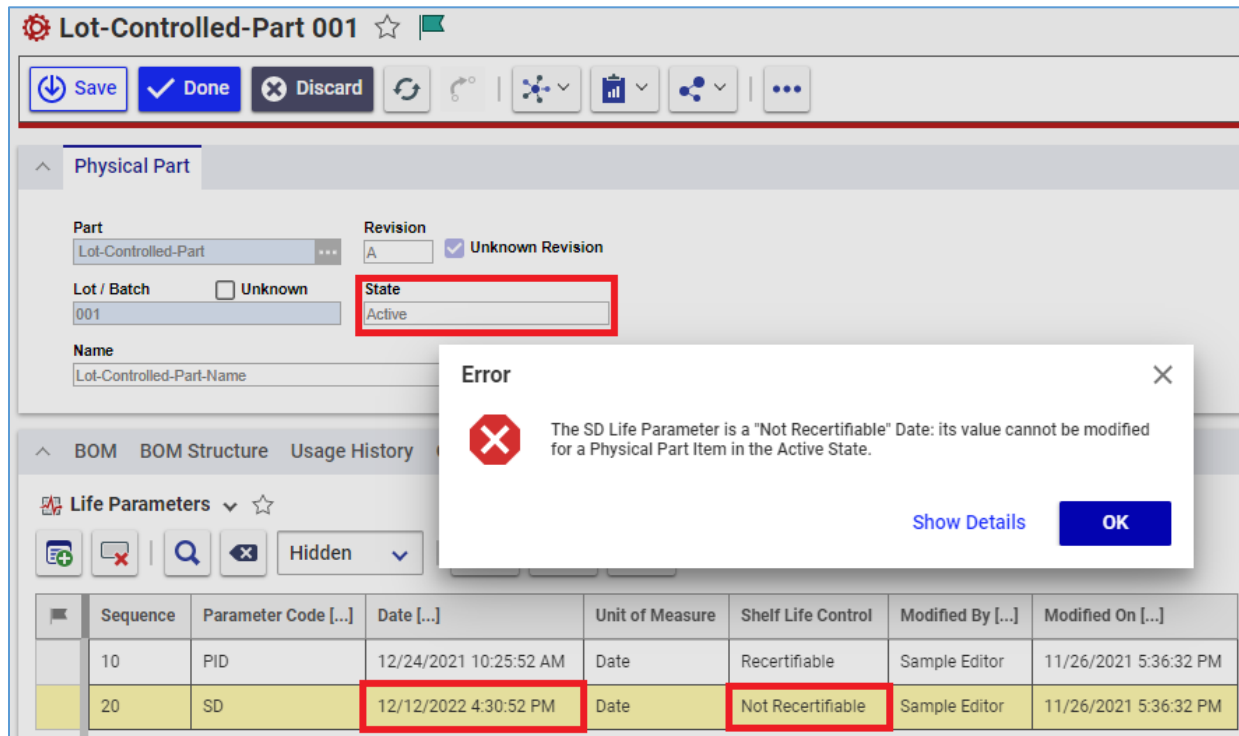 Lot-Controlled-Part 001
Save Done Discard
Physical Part
Part Revision
Lot-Controlled-Part A Unknown Revision
Lot / Batch Unknown State
001 Active
Name
Lot-Controlled-Part-Name
Error
The SD Life Parameter is a "Not Recertifiable" Date: its value cannot be modified
for a Physical Part Item in the Active State.
Show Details OK
BOM BOM Structure Usage History
Life Parameters
Hidden
Sequence Parameter Code [...] Date [...] Unit of Measure Shelf Life Control Modified By [...] Modified On [...]
10 PID 12/24/2021 10:25:52 AM Date Recertifiable Sample Editor 11/26/2021 5:36:32 PM
20 SD 12/12/2022 4:30:52 PM Date Not Recertifiable Sample Editor 11/26/2021 5:36:32 PM